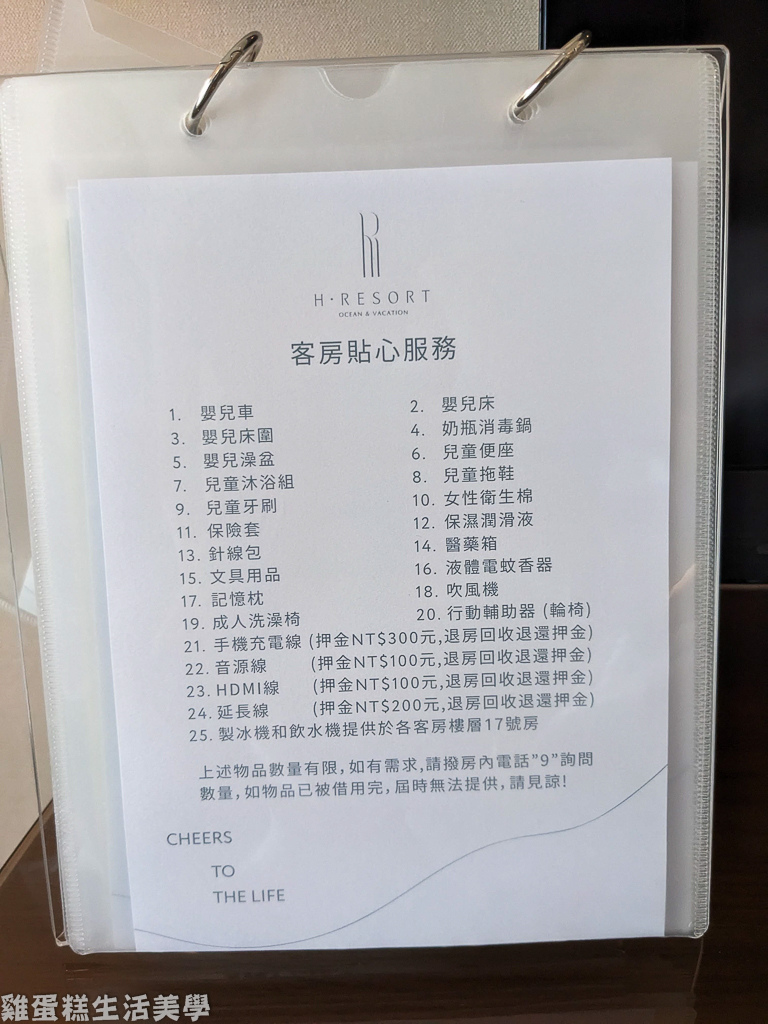 H·RESORT
OCEAN & VACATION
客房貼心服務
1. 嬰兒車 2. 嬰兒床
3. 嬰兒床圍 4. 奶瓶消毒鍋
5. 嬰兒澡盆 6. 兒童便座
7. 兒童沐浴組 8. 兒童拖鞋
9. 兒童牙刷 10. 女性衛生棉
11. 保險套 12. 保濕潤滑液
13. 針線包 14. 醫藥箱
15. 文具用品 16. 液體電蚊香器
17. 記憶枕 18. 吹風機
19. 成人洗澡椅 20. 行動輔助器 (輪椅)
21. 手機充電線 (押金NT$300元,退房回收退還押金)
22. 音源線 (押金NT$100元,退房回收退還押金)
23. HDMI線 (押金NT$100元,退房回收退還押金)
24. 延長線 (押金NT$200元,退房回收退還押金)
25. 製冰機和飲水機提供於各客房樓層17號房
上述物品數量有限,如有需求,請撥房內電話"9"詢問
數量,如物品已被借用完,屆時無法提供,請見諒!
CHEERS
TO
THE LIFE
雞蛋糕生活美學